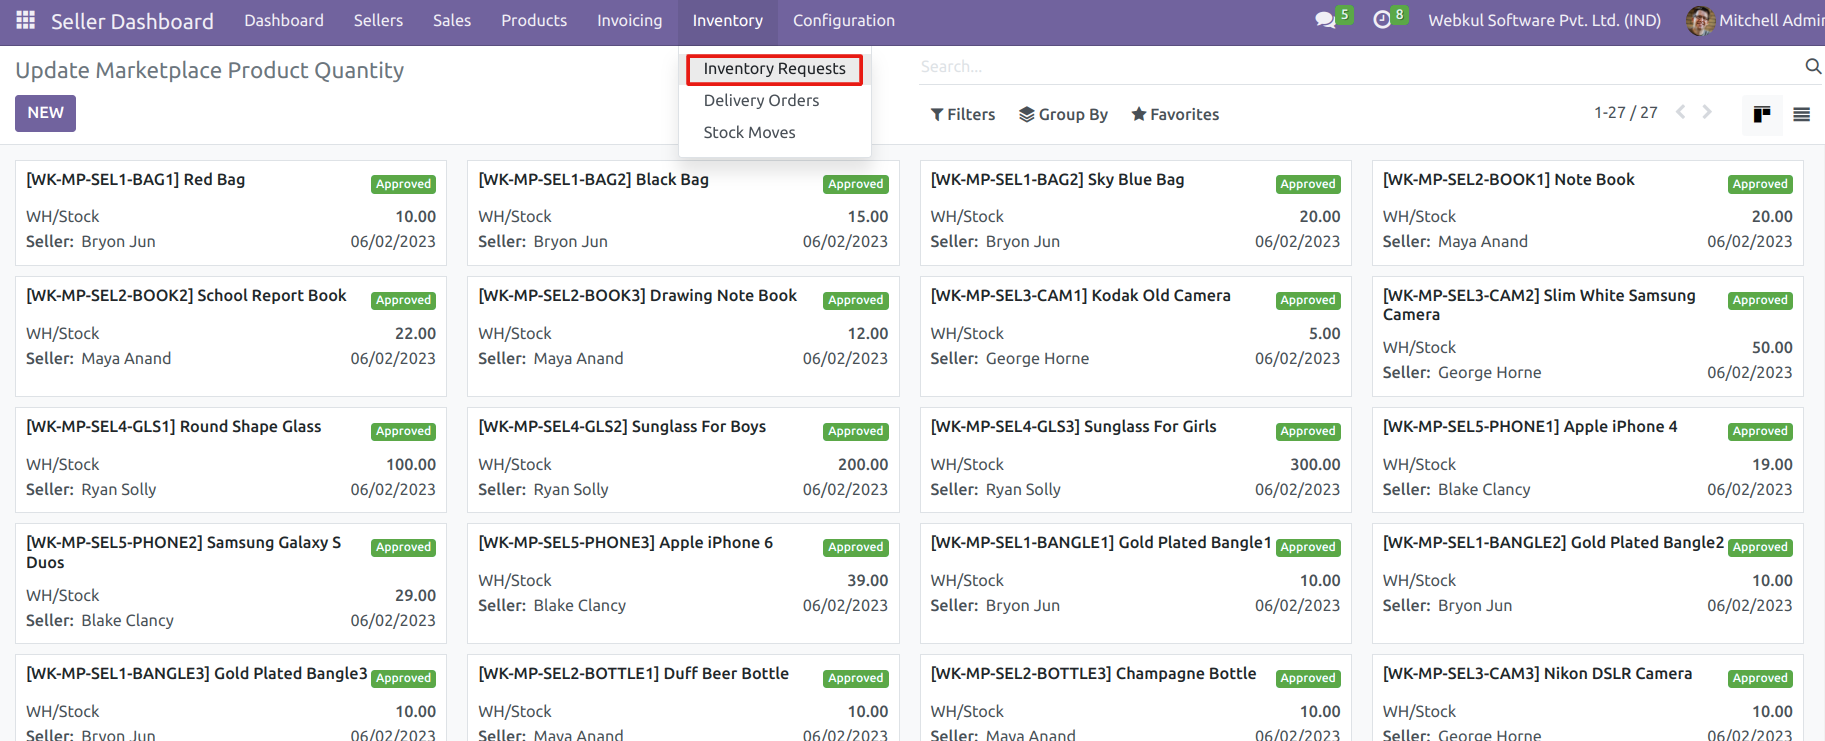 Seller Dashboard Dashboard Sellers Sales Products Invoicing Inventory Configuration 5 8 Webkul Software Pvt. Ltd. (IND) Mitchell Admin
Update Marketplace Product Quantity
Search...
NEW
Inventory Requests
Delivery Orders
Stock Moves
Filters Group By Favorites 1-27 / 27
[WK-MP-SEL1-BAG1] Red Bag
Approved
WH/Stock 10.00
Seller: Bryon Jun 06/02/2023
[WK-MP-SEL1-BAG2] Black Bag
Approved
WH/Stock 15.00
Seller: Bryon Jun 06/02/2023
[WK-MP-SEL1-BAG2] Sky Blue Bag
Approved
WH/Stock 20.00
Seller: Bryon Jun 06/02/2023
[WK-MP-SEL2-BOOK1] Note Book
Approved
WH/Stock 20.00
Seller: Maya Anand 06/02/2023
[WK-MP-SEL2-BOOK2] School Report Book
Approved
WH/Stock 22.00
Seller: Maya Anand 06/02/2023
[WK-MP-SEL2-BOOK3] Drawing Note Book
Approved
WH/Stock 12.00
Seller: Maya Anand 06/02/2023
[WK-MP-SEL3-CAM1] Kodak Old Camera
Approved
WH/Stock 5.00
Seller: George Horne 06/02/2023
[WK-MP-SEL3-CAM2] Slim White Samsung
Camera
Approved
WH/Stock 50.00
Seller: George Horne 06/02/2023
[WK-MP-SEL4-GLS1] Round Shape Glass
Approved
WH/Stock 100.00
Seller: Ryan Solly 06/02/2023
[WK-MP-SEL4-GLS2] Sunglass For Boys
Approved
WH/Stock 200.00
Seller: Ryan Solly 06/02/2023
[WK-MP-SEL4-GLS3] Sunglass For Girls
Approved
WH/Stock 300.00
Seller: Ryan Solly 06/02/2023
[WK-MP-SEL5-PHONE1] Apple iPhone 4
Approved
WH/Stock 19.00
Seller: Blake Clancy 06/02/2023
[WK-MP-SEL5-PHONE2] Samsung Galaxy S
Duos
Approved
WH/Stock 29.00
Seller: Blake Clancy 06/02/2023
[WK-MP-SEL5-PHONE3] Apple iPhone 6
Approved
WH/Stock 39.00
Seller: Blake Clancy 06/02/2023
[WK-MP-SEL1-BANGLE1] Gold Plated Bangle1
Approved
WH/Stock 10.00
Seller: Bryon Jun 06/02/2023
[WK-MP-SEL1-BANGLE2] Gold Plated Bangle2
Approved
WH/Stock 10.00
Seller: Bryon Jun 06/02/2023
[WK-MP-SEL1-BANGLE3] Gold Plated Bangle3
Approved
WH/Stock 10.00
Seller: Bryon Jun 06/02/2023
[WK-MP-SEL2-BOTTLE1] Duff Beer Bottle
Approved
WH/Stock 10.00
Seller: Maya Anand 06/02/2023
[WK-MP-SEL2-BOTTLE3] Champagne Bottle
Approved
WH/Stock 10.00
Seller: Maya Anand 06/02/2023
[WK-MP-SEL3-CAM3] Nikon DSLR Camera
Approved
WH/Stock 10.00
Seller: George Horne 06/02/2023